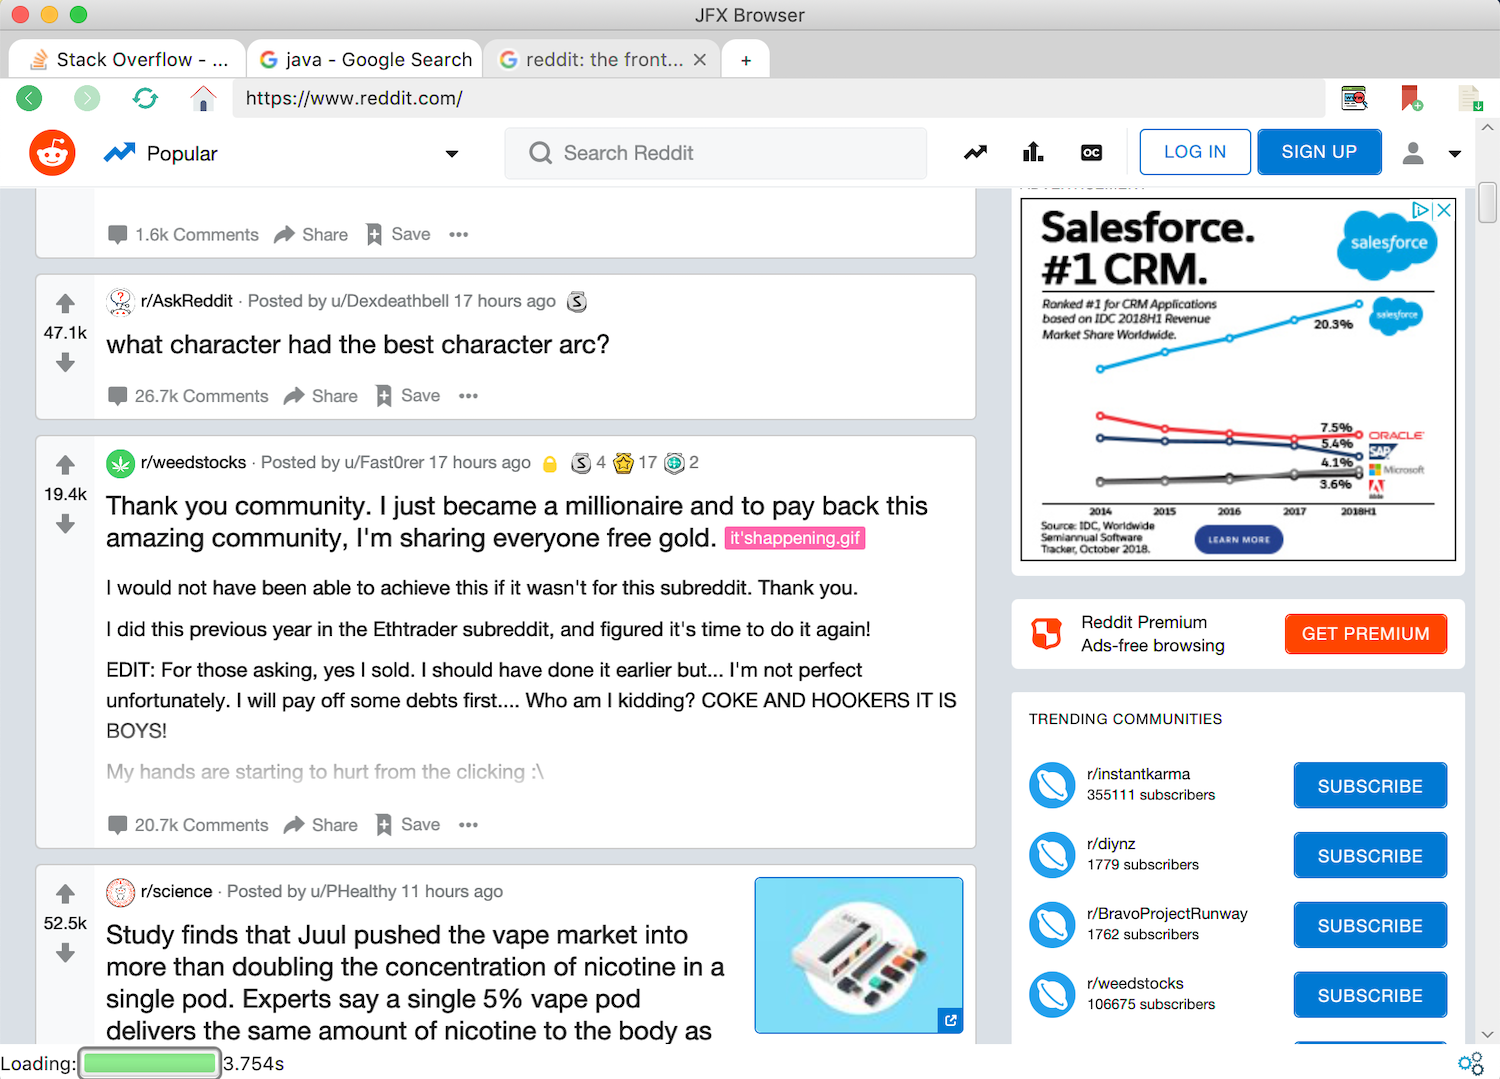 JFX Browser
Stack Overflow - ...
java - Google Search
reddit: the front...
+
https://www.reddit.com/
Popular
Search Reddit
OC
LOG IN
SIGN UP
1.6k Comments Share Save
r/AskReddit · Posted by u/Dexdeathbell 17 hours ago S
47.1k
what character had the best character arc?
26.7k Comments Share Save
r/weedstocks · Posted by u/Fast0rer 17 hours ago S 4 17 2
19.4k
Thank you community. I just became a millionaire and to pay back this
amazing community, I'm sharing everyone free gold. it'shappening.gif
I would not have been able to achieve this if it wasn't for this subreddit. Thank you.
I did this previous year in the Ethtrader subreddit, and figured it's time to do it again!
EDIT: For those asking, yes I sold. I should have done it earlier but... I'm not perfect
unfortunately. I will pay off some debts first.... Who am I kidding? COKE AND HOOKERS IT IS
BOYS!
My hands are starting to hurt from the clicking :\
20.7k Comments Share Save
r/science · Posted by u/PHealthy 11 hours ago
52.5k
Study finds that Juul pushed the vape market into
more than doubling the concentration of nicotine in a
single pod. Experts say a single 5% vape pod
delivers the same amount of nicotine to the body as
ADVERTISEMENT
Salesforce.
#1 CRM.
salesforce
Ranked #1 for CRM Applications
based on IDC 2018H1 Revenue
Market Share Worldwide.
salesforce
20.3%
7.5%
ORACLE
5.4%
SAP
4.1%
Microsoft
3.6%
Adobe
2014 2015 2016 2017 2018H1
Source: IDC, Worldwide
Semiannual Software
Tracker, October 2018.
LEARN MORE
Reddit Premium
Ads-free browsing
GET PREMIUM
TRENDING COMMUNITIES
r/instantkarma
355111 subscribers
SUBSCRIBE
r/diynz
1779 subscribers
SUBSCRIBE
r/BravoProjectRunway
1762 subscribers
SUBSCRIBE
r/weedstocks
106675 subscribers
SUBSCRIBE
Loading: 3.754s